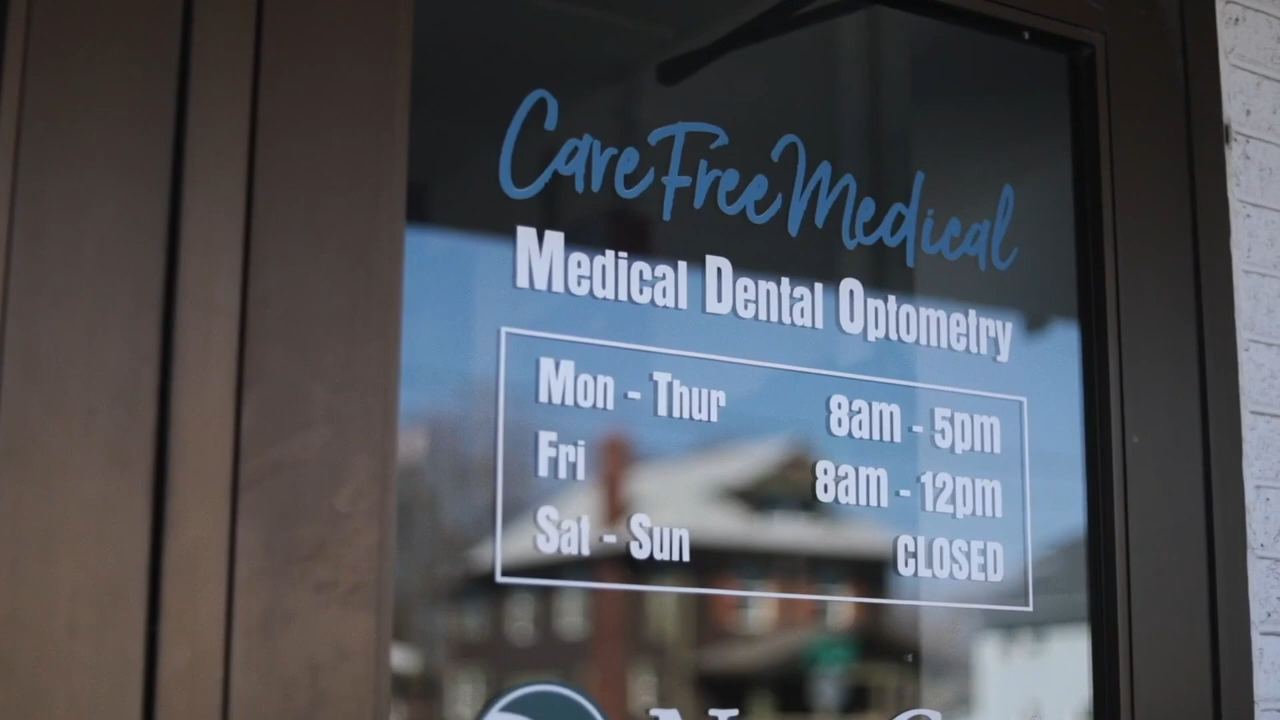 CareFreeMedical
Medical Dental Optometry
Mon - Thur 8am - 5pm
Fri 8am - 12pm
Sat - Sun CLOSED